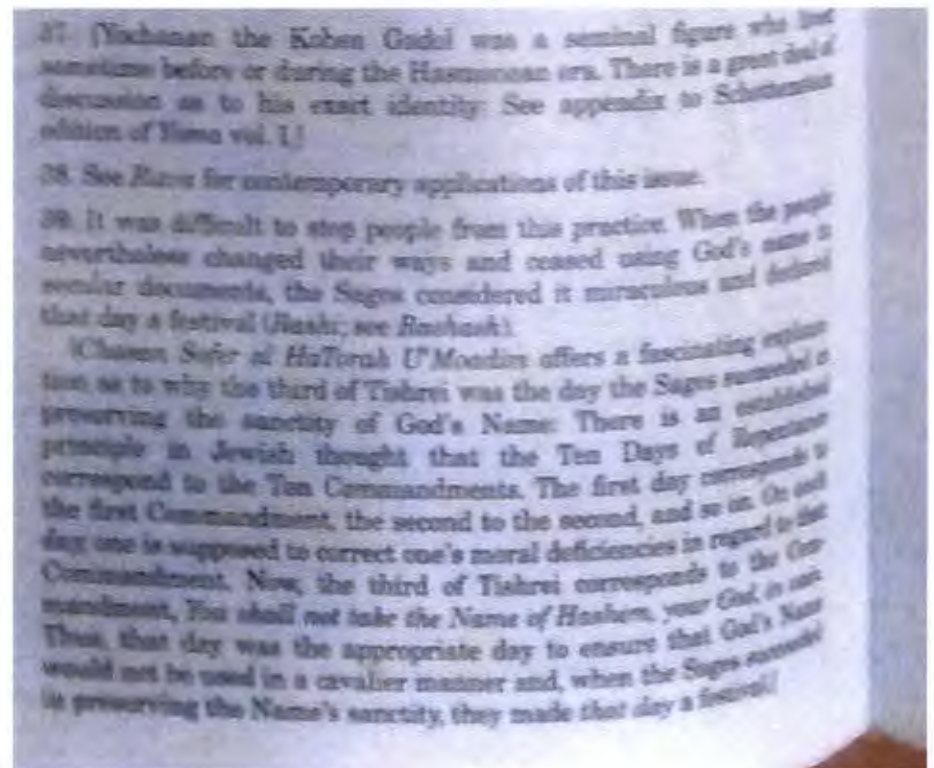 37. [Yochanan the Kohen Gadol was a seminal figure who lived
sometime before or during the Hasmonean era. There is a great deal of
discussion as to his exact identity. See appendix to Schottenstein
edition of Yoma vol. I.]
38. See for contemporary applications of this issue.
39. It was difficult to stop people from this practice. When the people
nevertheless changed their ways and ceased using God's name in
secular documents, the Sages considered it miraculous and declared
that day a festival (Rashi; see Rashash).
[Chasan Sofer al HaTorah U'Moadim offers a fascinating explana-
tion as to why the third of Tishrei was the day the Sages succeeded in
preserving the sanctity of God's Name: There is an established
principle in Jewish thought that the Ten Days of Repentance
correspond to the Ten Commandments. The first day corresponds to
the first Commandment, the second to the second, and so on. On each
day, one is supposed to correct one's moral deficiencies in regard to that
Commandment. Now, the third of Tishrei corresponds to the Com-
mandment, You shall not take the Name of Hashem, your God, in vain.
Thus, that day was the appropriate day to ensure that God's Name
would not be used in a cavalier manner and, when the Sages succeeded
in preserving the Name's sanctity, they made that day a festival.]